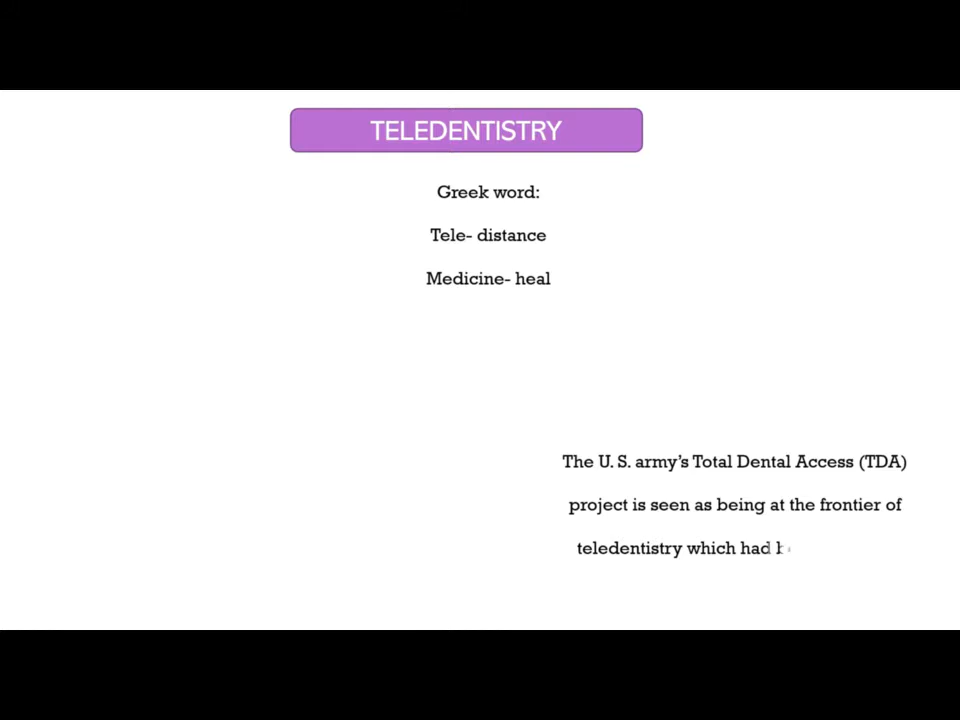 TELEDENTISTRY
Greek word:
Tele- distance
Medicine- heal
The U. S. army's Total Dental Access (TDA)
project is seen as being at the frontier of
teledentistry which had